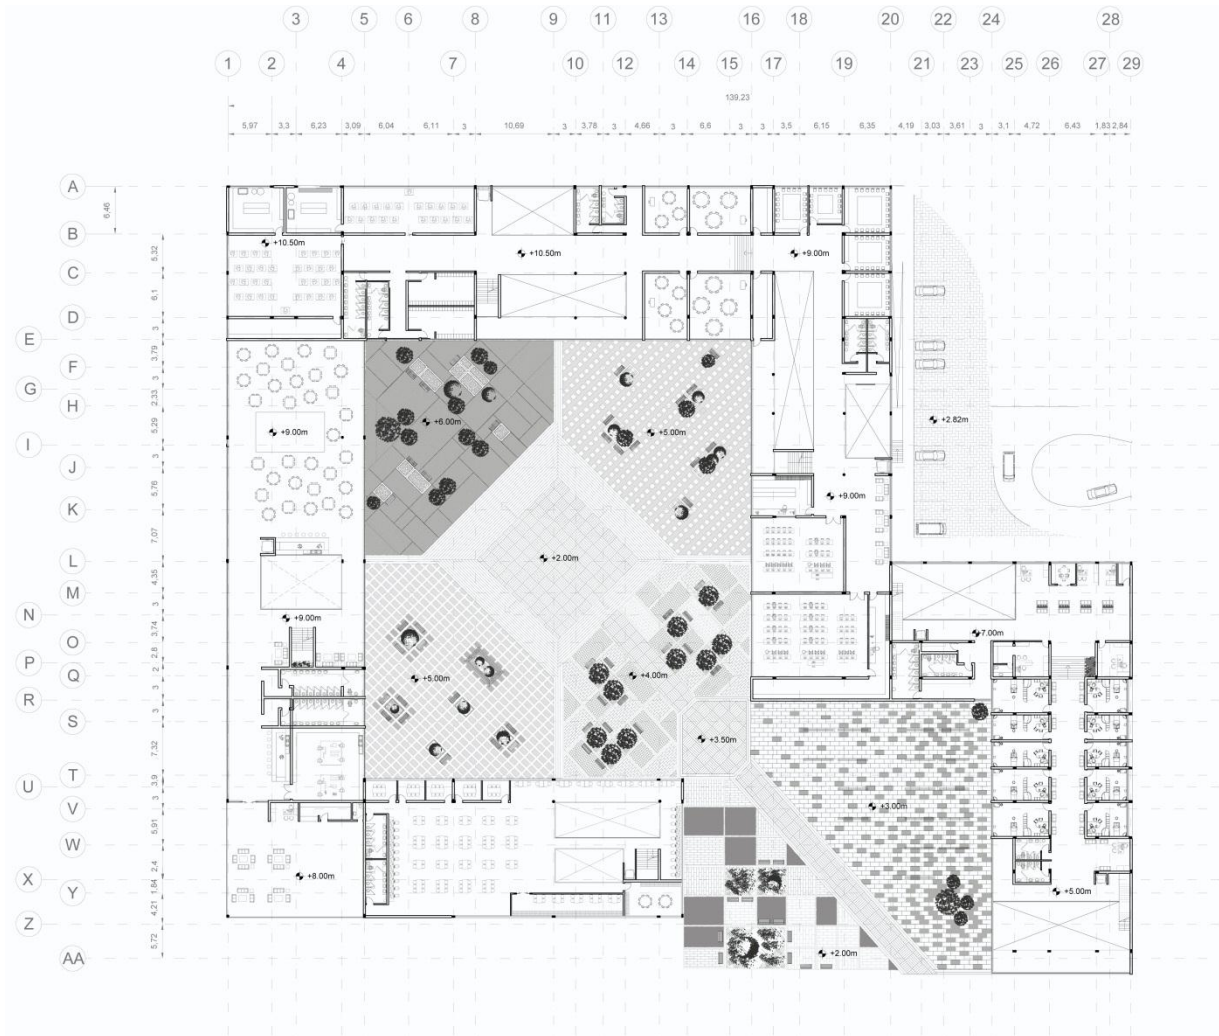 3 6 8 9 11 13 16 18 20 22 24 28
1 2 4 5 7 10 12 14 15 17 19 21 23 25 26 27 29
139,23
5,97 3,3 6,23 3,09 6,04 6,11 3 10,69 3 3,78 3 4,66 3 6,6 3 3 3,5 6,15 6,35 4,19 3,03 3,61 3 3,1 4,72 6,43 1,83 2,84
A
6,46
B
+10.50m
+10.50m
+9.00m
5,32
C
6,1
D
3
E
3,79
F
3
G
2,33
H
+6.00m
+5.00m
+9.00m
+2.82m
5,29
I
3
J
5,76
K
+9.00m
7,07
L
+2.00m
4,35
M
3
N
+9.00m
3,74
+7.00m
O
2,8
P
2
Q
+5.00m
+4.00m
3
R
3
S
+3.50m
7,32
T
3,9
U
3
V
+3.00m
5,91
W
2,4
X
+8.00m
1,84
Y
+5.00m
4,21
Z
5,72
+2.00m
AA